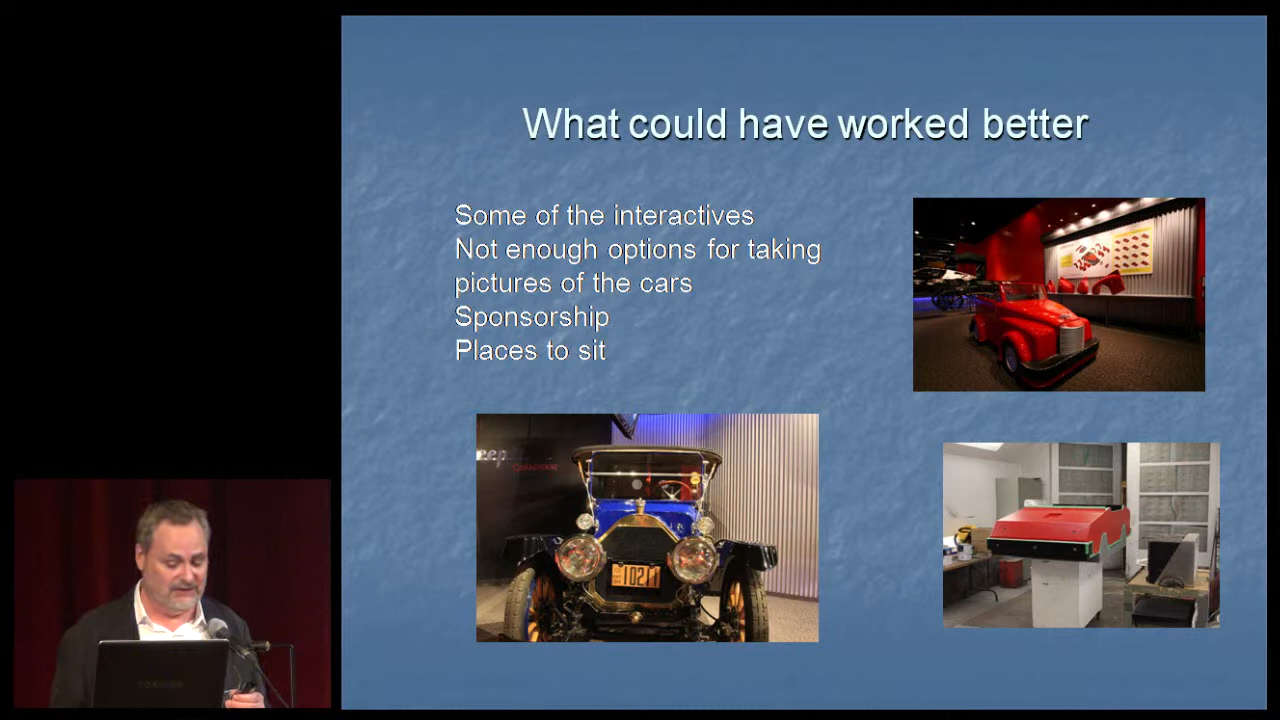 What could have worked better
Some of the interactives
Not enough options for taking
pictures of the cars
Sponsorship
Places to sit
TOSHIBA